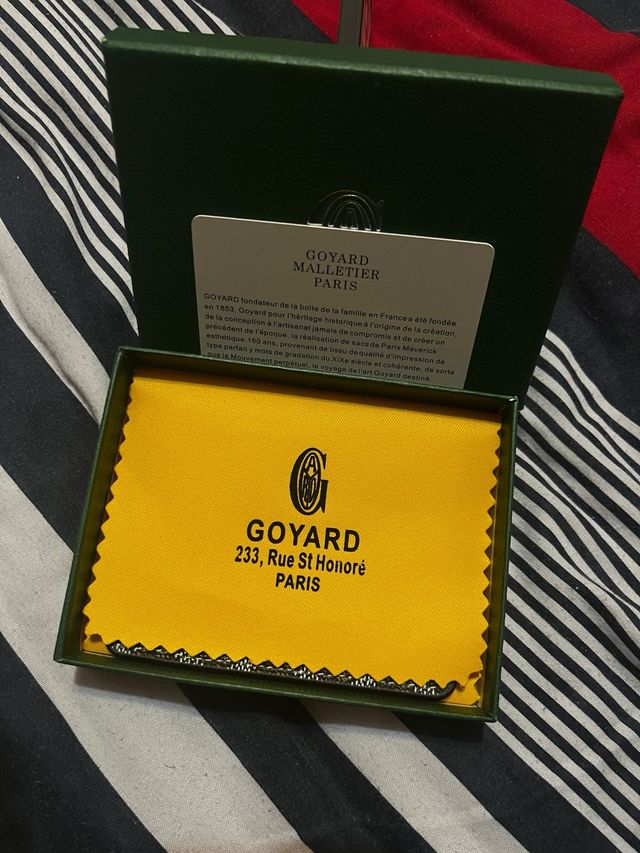 GOYARD
MALLETIER
PARIS
GOYARD fondateur de la boîte de la famille en France a été fondée
en 1853, Goyard pour l'héritage historique à l'origine de la création,
de la conception à l'artisanat jamais de compromis et de créer un
précédent de l'époque, la réalisation de sacs de Paris Maverick
esthétique.160 ans, provenant de tissu de qualité d'impression de
type parfait y mots de gradation du XIXe siècle et cohérente, de sorte
que le Mouvement perpétuel, le voyage de l'art Goyard destiné.
GOYARD
233, Rue St Honoré
PARIS